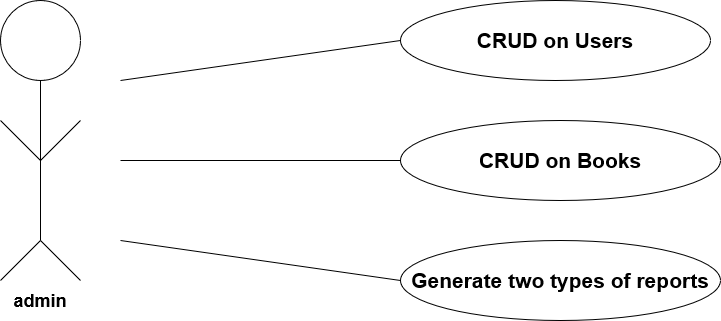 CRUD on Users
CRUD on Books
Generate two types of reports
admin